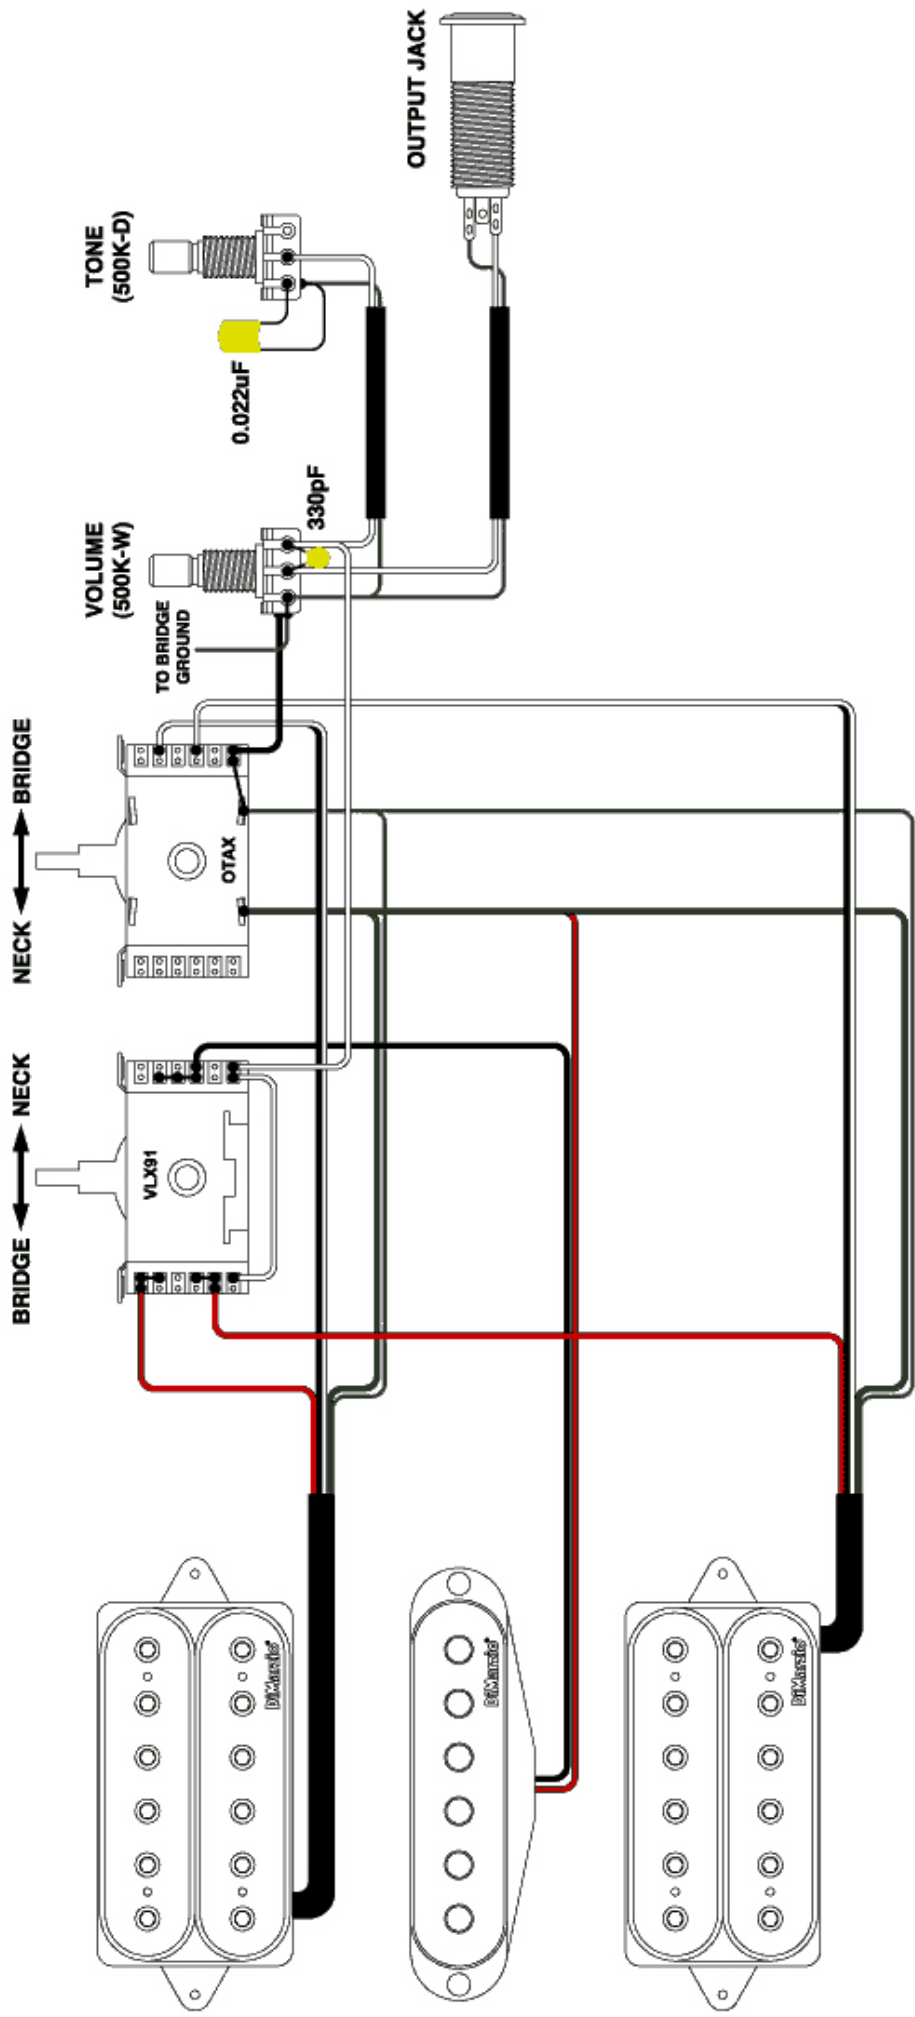 OUTPUT JACK
TONE
(500K-D)
0.022uF
330pF
VOLUME
(500K-W)
TO BRIDGE
GROUND
NECK BRIDGE
OTAX
BRIDGE NECK
VLX91
DiMarzio®
DiMarzio®
DiMarzio®